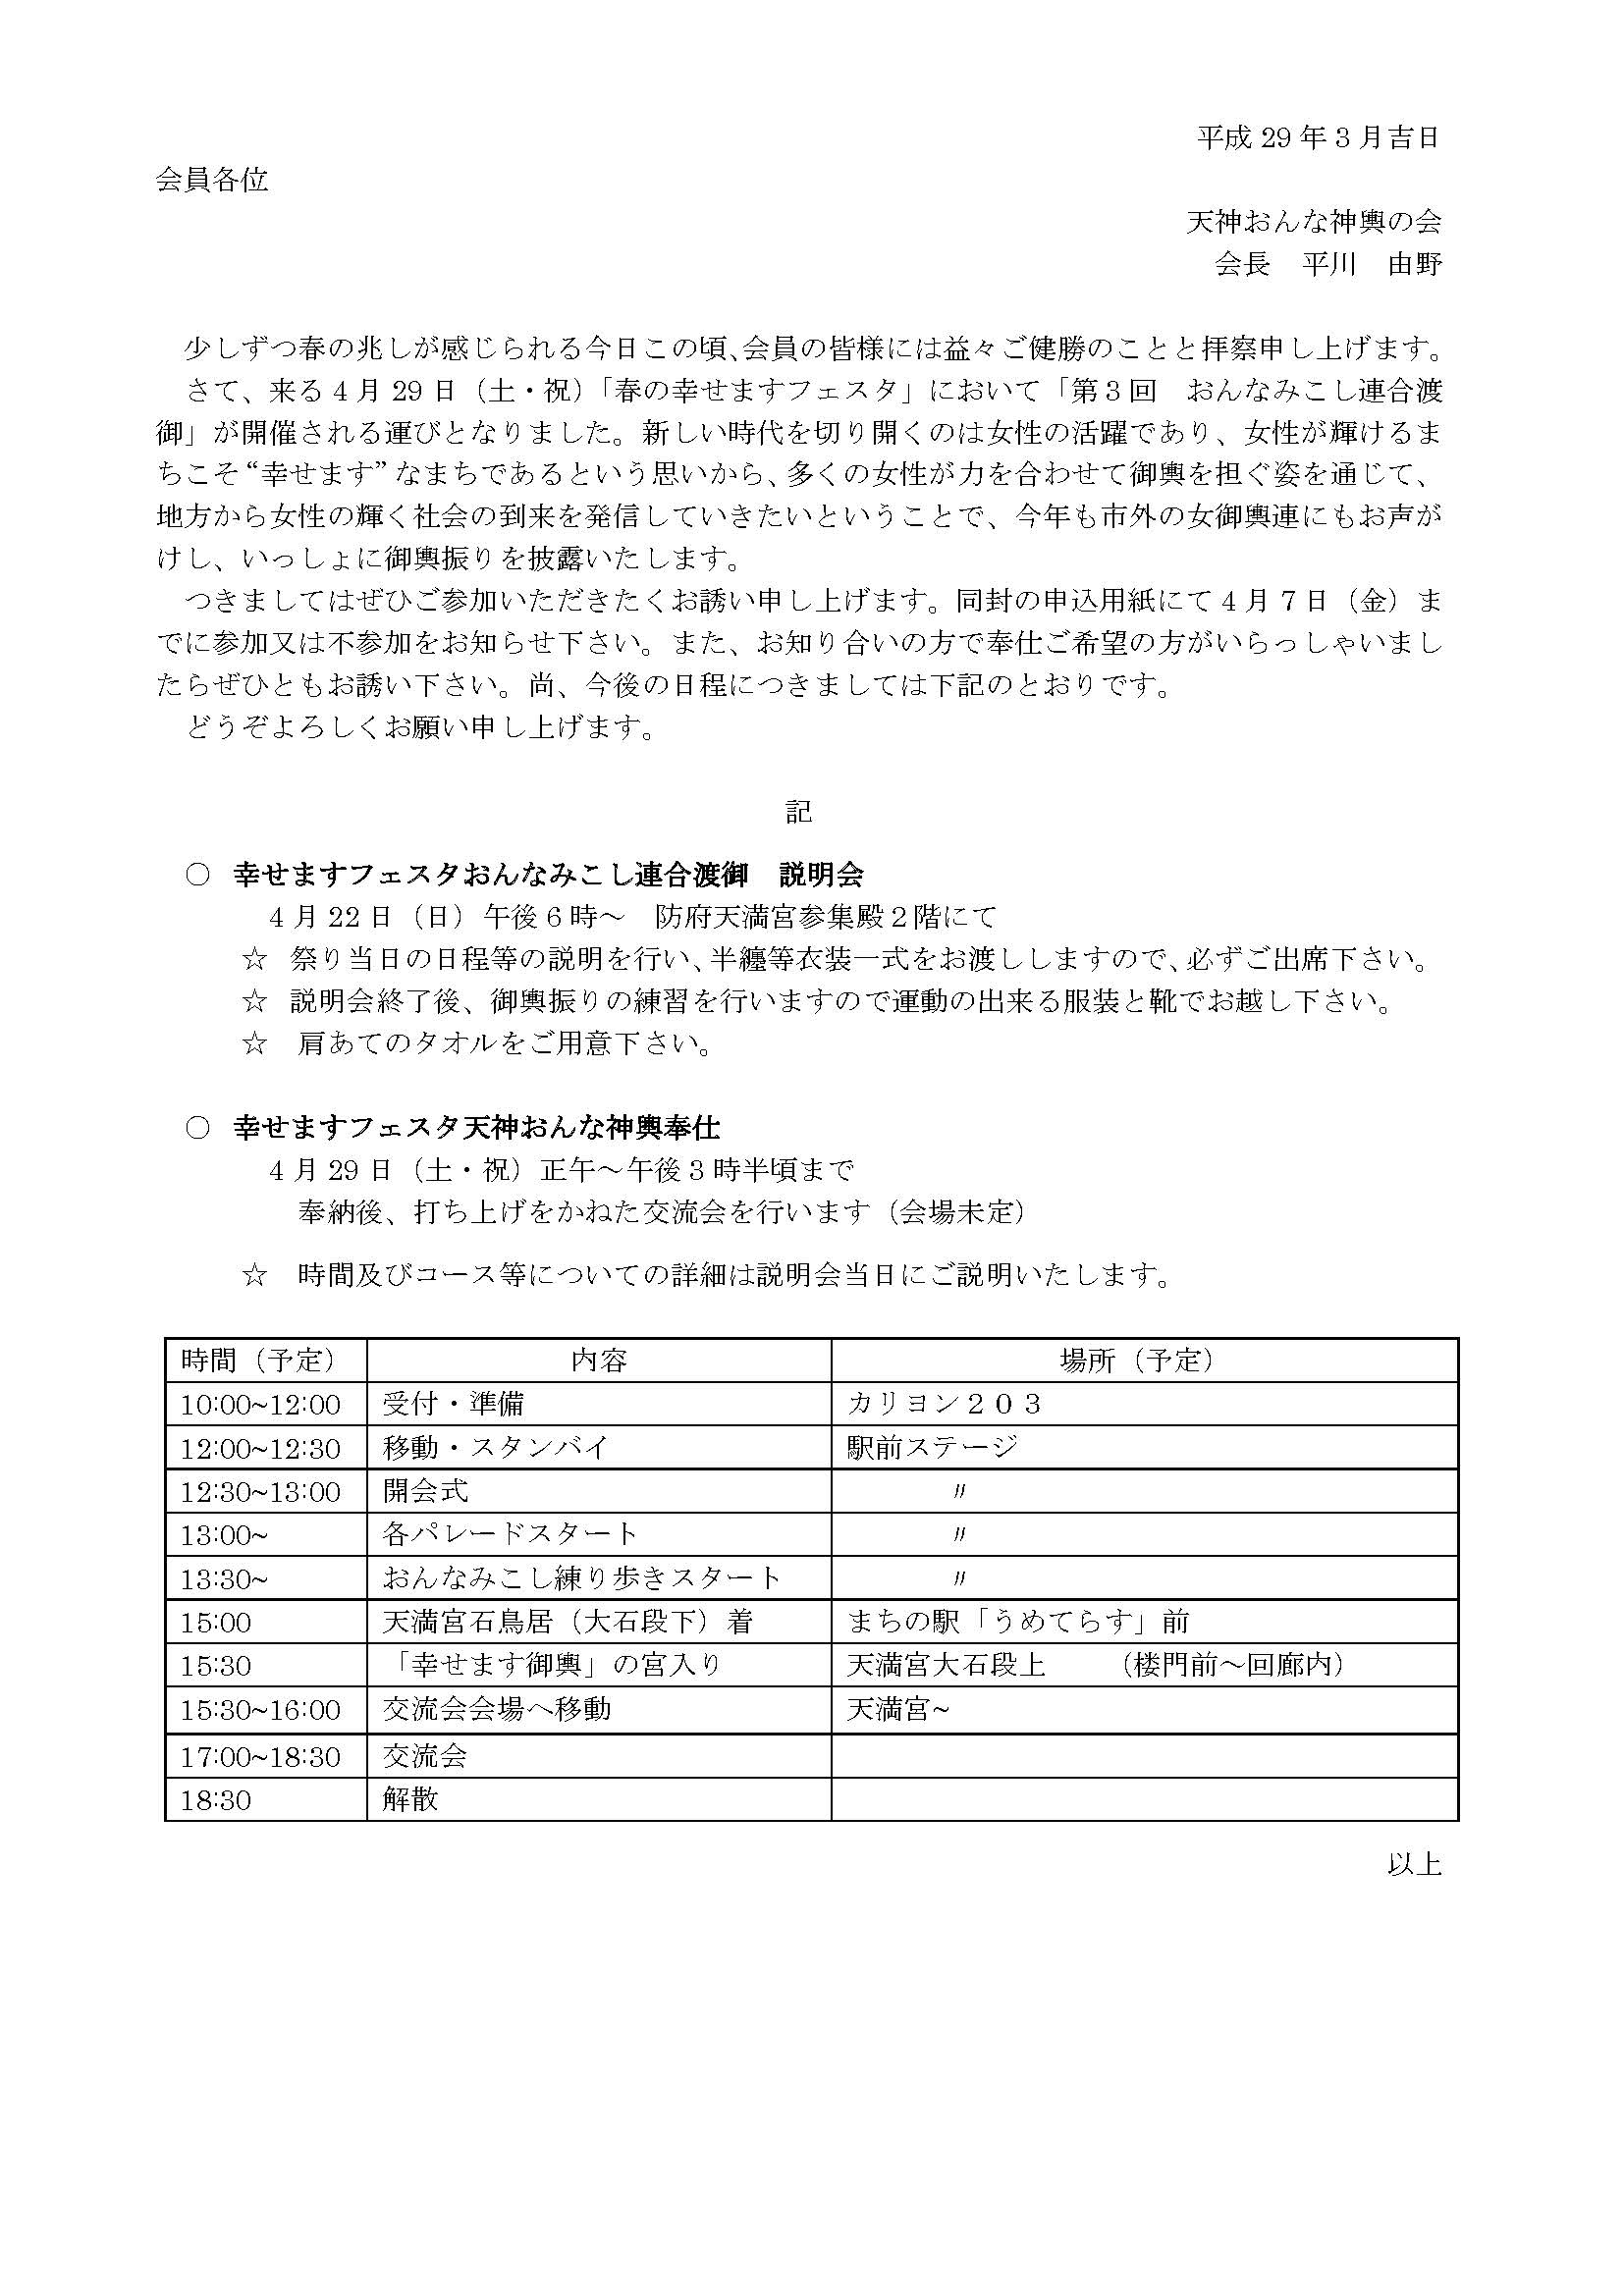 平成 29 年 3 月吉日
会員各位
天神おんな神輿の会
会長　平川　由野
少しずつ春の兆しが感じられる今日この頃、会員の皆様には益々ご健勝のことと拝察申し上げます。
さて、来る 4 月 29 日（土・祝）「春の幸せますフェスタ」において「第３回　おんなみこし連合渡
御」が開催される運びとなりました。新しい時代を切り開くのは女性の活躍であり、女性が輝けるま
ちこそ“幸せます”なまちであるという思いから、多くの女性が力を合わせて御輿を担ぐ姿を通じて、
地方から女性の輝く社会の到来を発信していきたいということで、今年も市外の女御輿連にもお声が
けし、いっしょに御輿振りを披露いたします。
つきましてはぜひご参加いただきたくお誘い申し上げます。同封の申込用紙にて 4 月 7 日（金）ま
でに参加又は不参加をお知らせ下さい。また、お知り合いの方で奉仕ご希望の方がいらっしゃいまし
たらぜひともお誘い下さい。尚、今後の日程につきましては下記のとおりです。
どうぞよろしくお願い申し上げます。
記
○ 幸せますフェスタおんなみこし連合渡御　説明会
4 月 22 日（日）午後 6 時～　防府天満宮参集殿２階にて
☆ 祭り当日の日程等の説明を行い、半纏等衣装一式をお渡ししますので、必ずご出席下さい。
☆ 説明会終了後、御輿振りの練習を行いますので運動の出来る服装と靴でお越し下さい。
☆　肩あてのタオルをご用意下さい。
○ 幸せますフェスタ天神おんな神輿奉仕
4 月 29 日（土・祝）正午～午後 3 時半頃まで
奉納後、打ち上げをかねた交流会を行います（会場未定）
☆　時間及びコース等についての詳細は説明会当日にご説明いたします。
時間（予定） 内容 場所（予定）
10:00~12:00 受付・準備 カリヨン２０３
12:00~12:30 移動・スタンバイ 駅前ステージ
12:30~13:00 開会式 〃
13:00~ 各パレードスタート 〃
13:30~ おんなみこし練り歩きスタート 〃
15:00 天満宮石鳥居（大石段下）着 まちの駅「うめてらす」前
15:30 「幸せます御輿」の宮入り 天満宮大石段上　　（楼門前～回廊内）
15:30~16:00 交流会会場へ移動 天満宮~
17:00~18:30 交流会
18:30 解散
以上